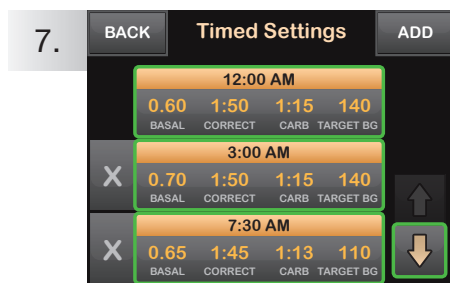 7.
BACK Timed Settings ADD
12:00 AM
0.60 1:50 1:15 140
BASAL CORRECT CARB TARGET BG
3:00 AM
X 0.70 1:50 1:15 140
BASAL CORRECT CARB TARGET BG
7:30 AM
X 0.65 1:45 1:13 110
BASAL CORRECT CARB TARGET BG